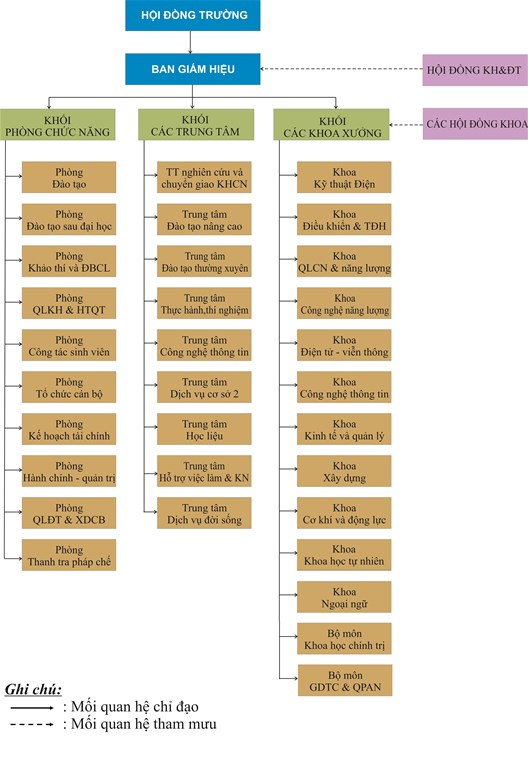 HỘI ĐỒNG TRƯỜNG
BAN GIÁM HIỆU
HỘI ĐỒNG KH&ĐT
KHỐI
PHÒNG CHỨC NĂNG
KHỐI
CÁC TRUNG TÂM
KHỐI
CÁC KHOA XƯỞNG
CÁC HỘI ĐỒNG KHOA
Phòng
Đào tạo
Phòng
Đào tạo sau đại học
Phòng
Khảo thí và ĐBCL
Phòng
QLKH & HTQT
Phòng
Công tác sinh viên
Phòng
Tổ chức cán bộ
Phòng
Kế hoạch tài chính
Phòng
Hành chính - quản trị
Phòng
QLĐT & XDCB
Phòng
Thanh tra pháp chế
TT nghiên cứu và
chuyển giao KHCN
Trung tâm
Đào tạo nâng cao
Trung tâm
Đào tạo thường xuyên
Trung tâm
Thực hành,thí nghiệm
Trung tâm
Công nghệ thông tin
Trung tâm
Dịch vụ cơ sở 2
Trung tâm
Học liệu
Trung tâm
Hỗ trợ việc làm & KN
Trung tâm
Dịch vụ đời sống
Khoa
Kỹ thuật Điện
Khoa
Điều khiển & TĐH
Khoa
QLCN & năng lượng
Khoa
Công nghệ năng lượng
Khoa
Điện tử - viễn thông
Khoa
Công nghệ thông tin
Khoa
Kinh tế và quản lý
Khoa
Xây dựng
Khoa
Cơ khí và động lực
Khoa
Khoa học tự nhiên
Khoa
Ngoại ngữ
Bộ môn
Khoa học chính trị
Bộ môn
GDTC & QPAN
Ghi chú:
: Mối quan hệ chỉ đạo
: Mối quan hệ tham mưu